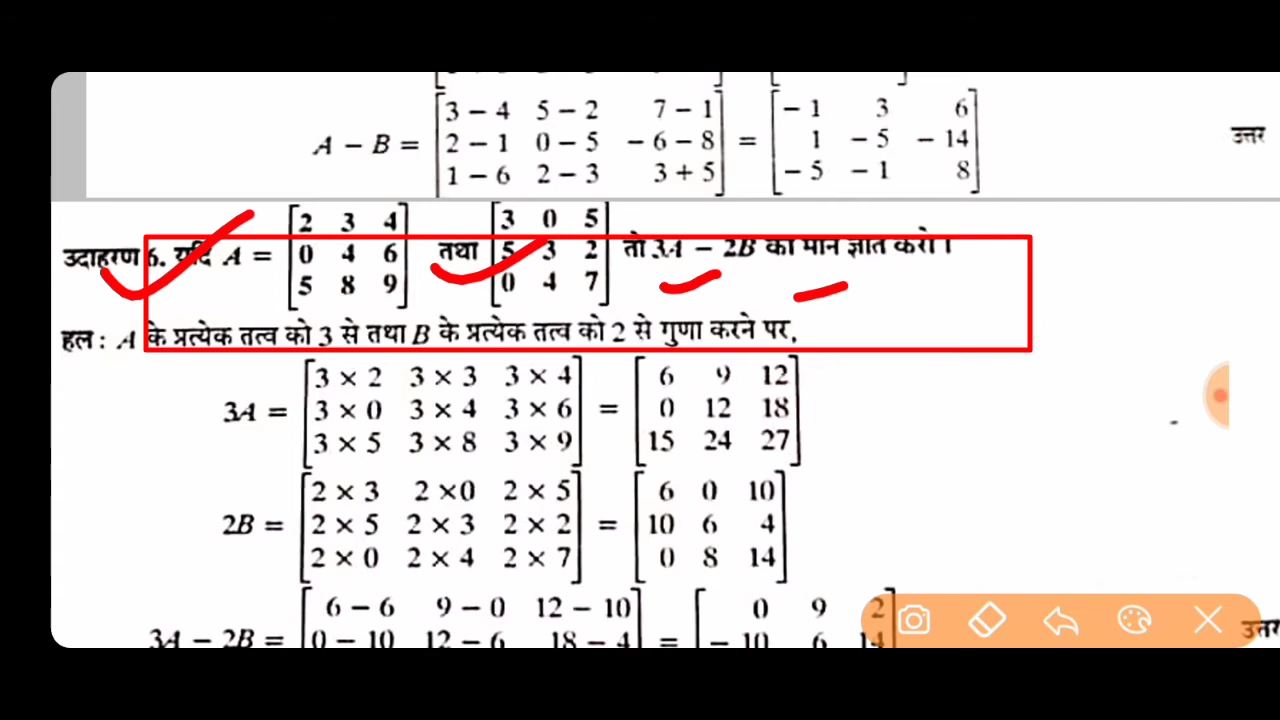 A − B = [3 − 4 5 − 2 7 − 1] = [− 1 3 6] उत्तर
[2 − 1 0 − 5 − 6 − 8] [1 − 5 − 14]
[1 − 6 2 − 3 3 + 5] [− 5 − 1 8]
उदाहरण 6. यदि A = [2 3 4] तथा [3 0 5] तो 3A − 2B का मान ज्ञात करो।
[0 4 6] [5 3 2]
[5 8 9] [0 4 7]
हल : A के प्रत्येक तत्व को 3 से तथा B के प्रत्येक तत्व को 2 से गुणा करने पर,
3A = [3 × 2 3 × 3 3 × 4] = [6 9 12]
[3 × 0 3 × 4 3 × 6] [0 12 18]
[3 × 5 3 × 8 3 × 9] [15 24 27]
2B = [2 × 3 2 ×0 2 × 5] = [6 0 10]
[2 × 5 2 × 3 2 × 2] [10 6 4]
[2 × 0 2 × 4 2 × 7] [0 8 14]
3A − 2B = [6 − 6 9 − 0 12 − 10] = [0 9 2] उत्तर
[0 − 10 12 − 6 18 − 4] [− 10 6 14]